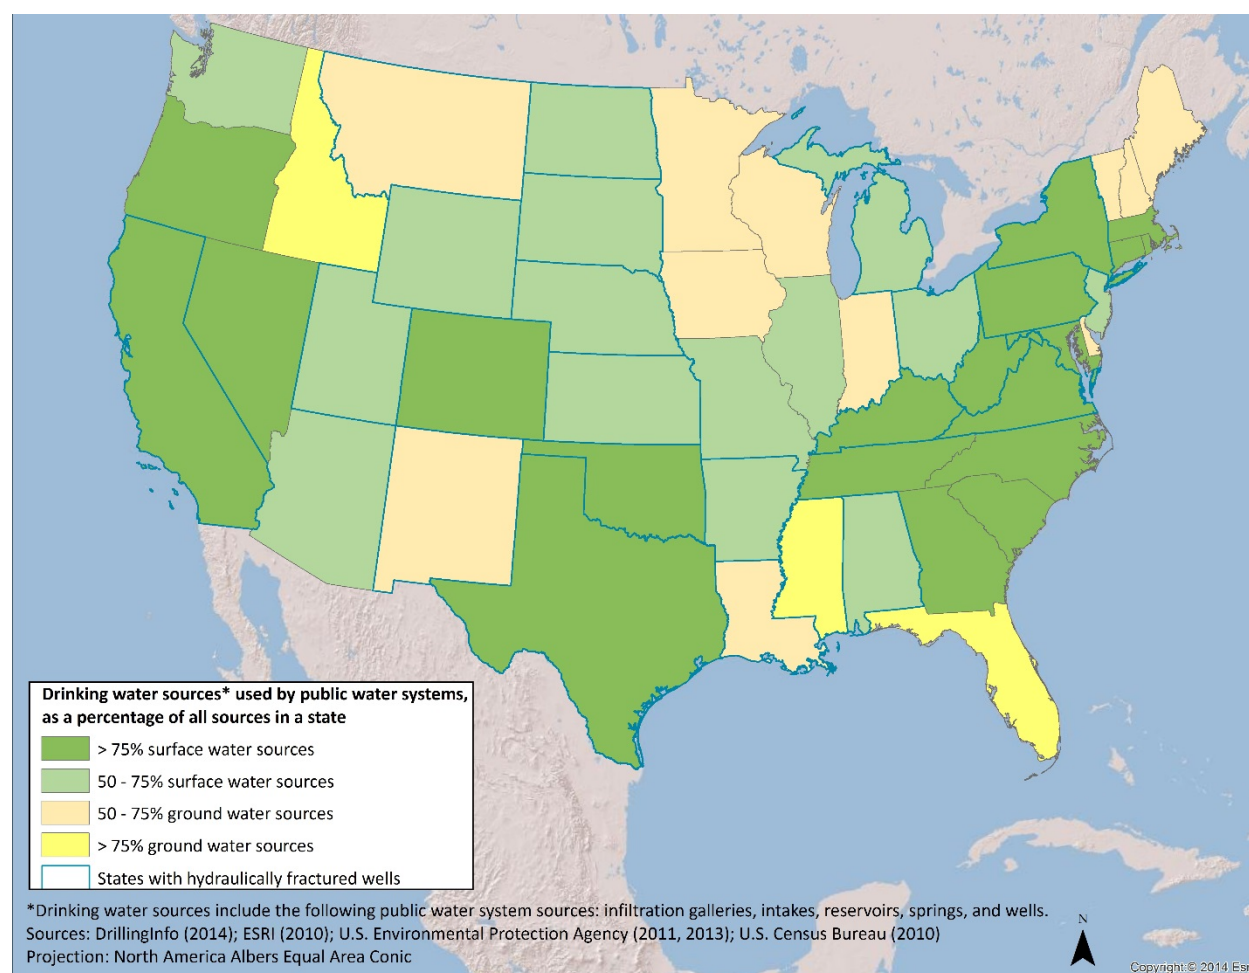 Drinking water sources* used by public water systems,
as a percentage of all sources in a state
> 75% surface water sources
50 - 75% surface water sources
50 - 75% ground water sources
> 75% ground water sources
States with hydraulically fractured wells
*Drinking water sources include the following public water system sources: infiltration galleries, intakes, reservoirs, springs, and wells.
Sources: DrillingInfo (2014); ESRI (2010); U.S. Environmental Protection Agency (2011, 2013); U.S. Census Bureau (2010)
Projection: North America Albers Equal Area Conic
N
Copyright:© 2014 Esr